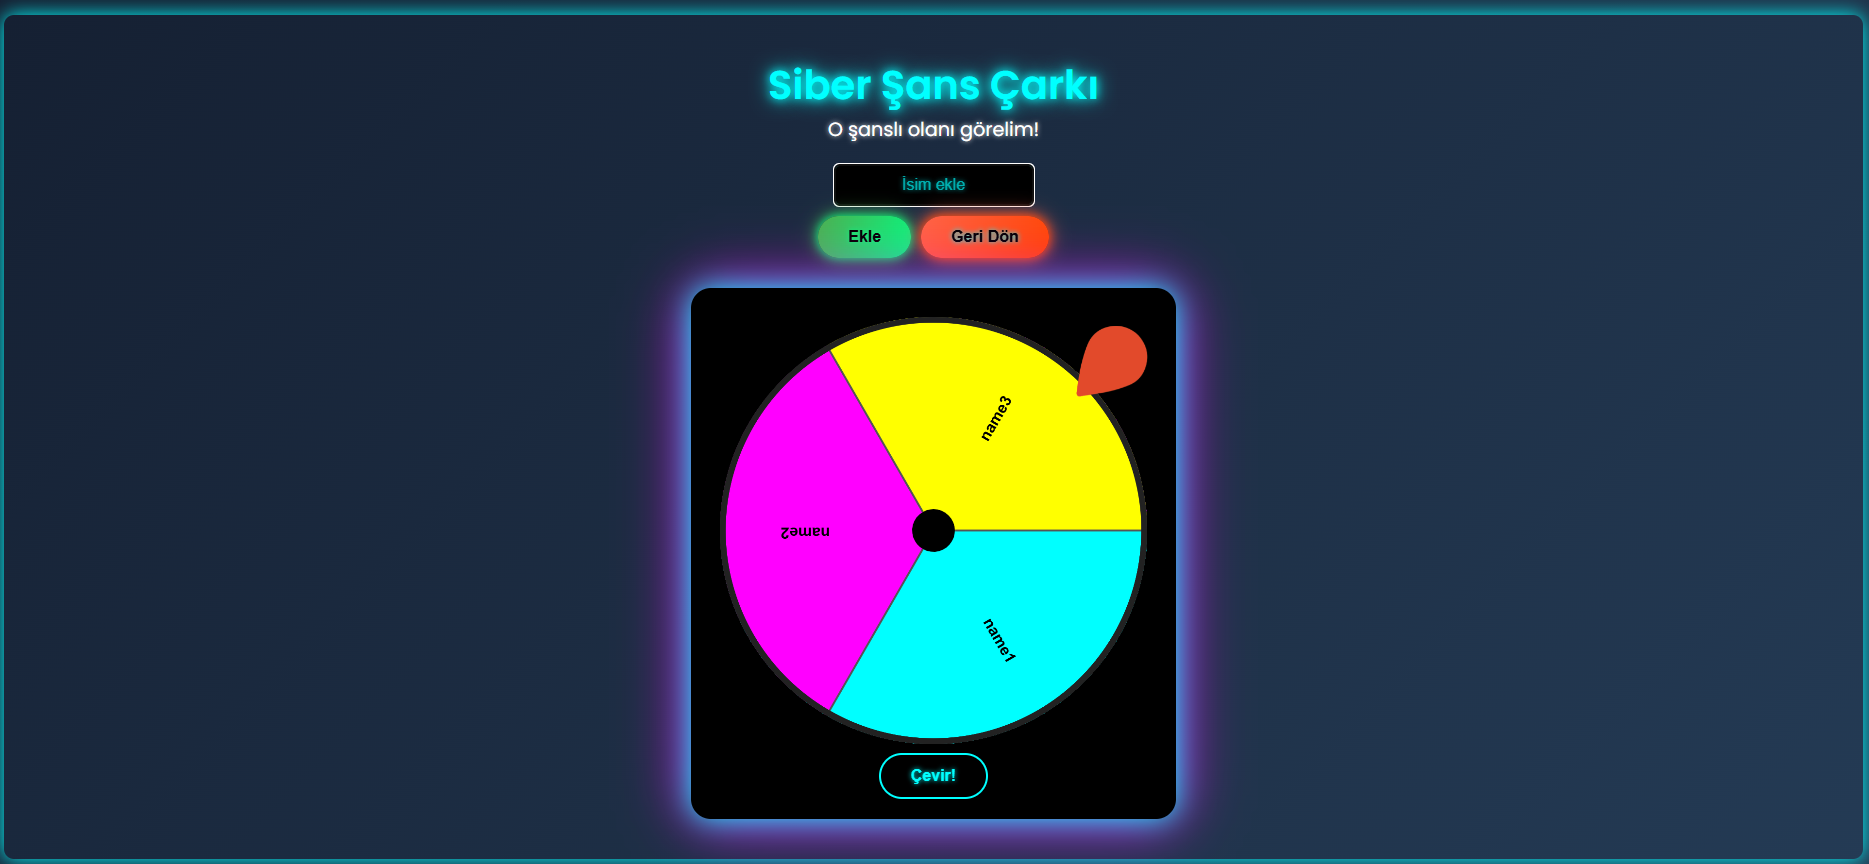 Siber Şans Çarkı
O şanslı olanı görelim!
İsim ekle
Ekle
Geri Dön
name3
name2
name1
Çevir!